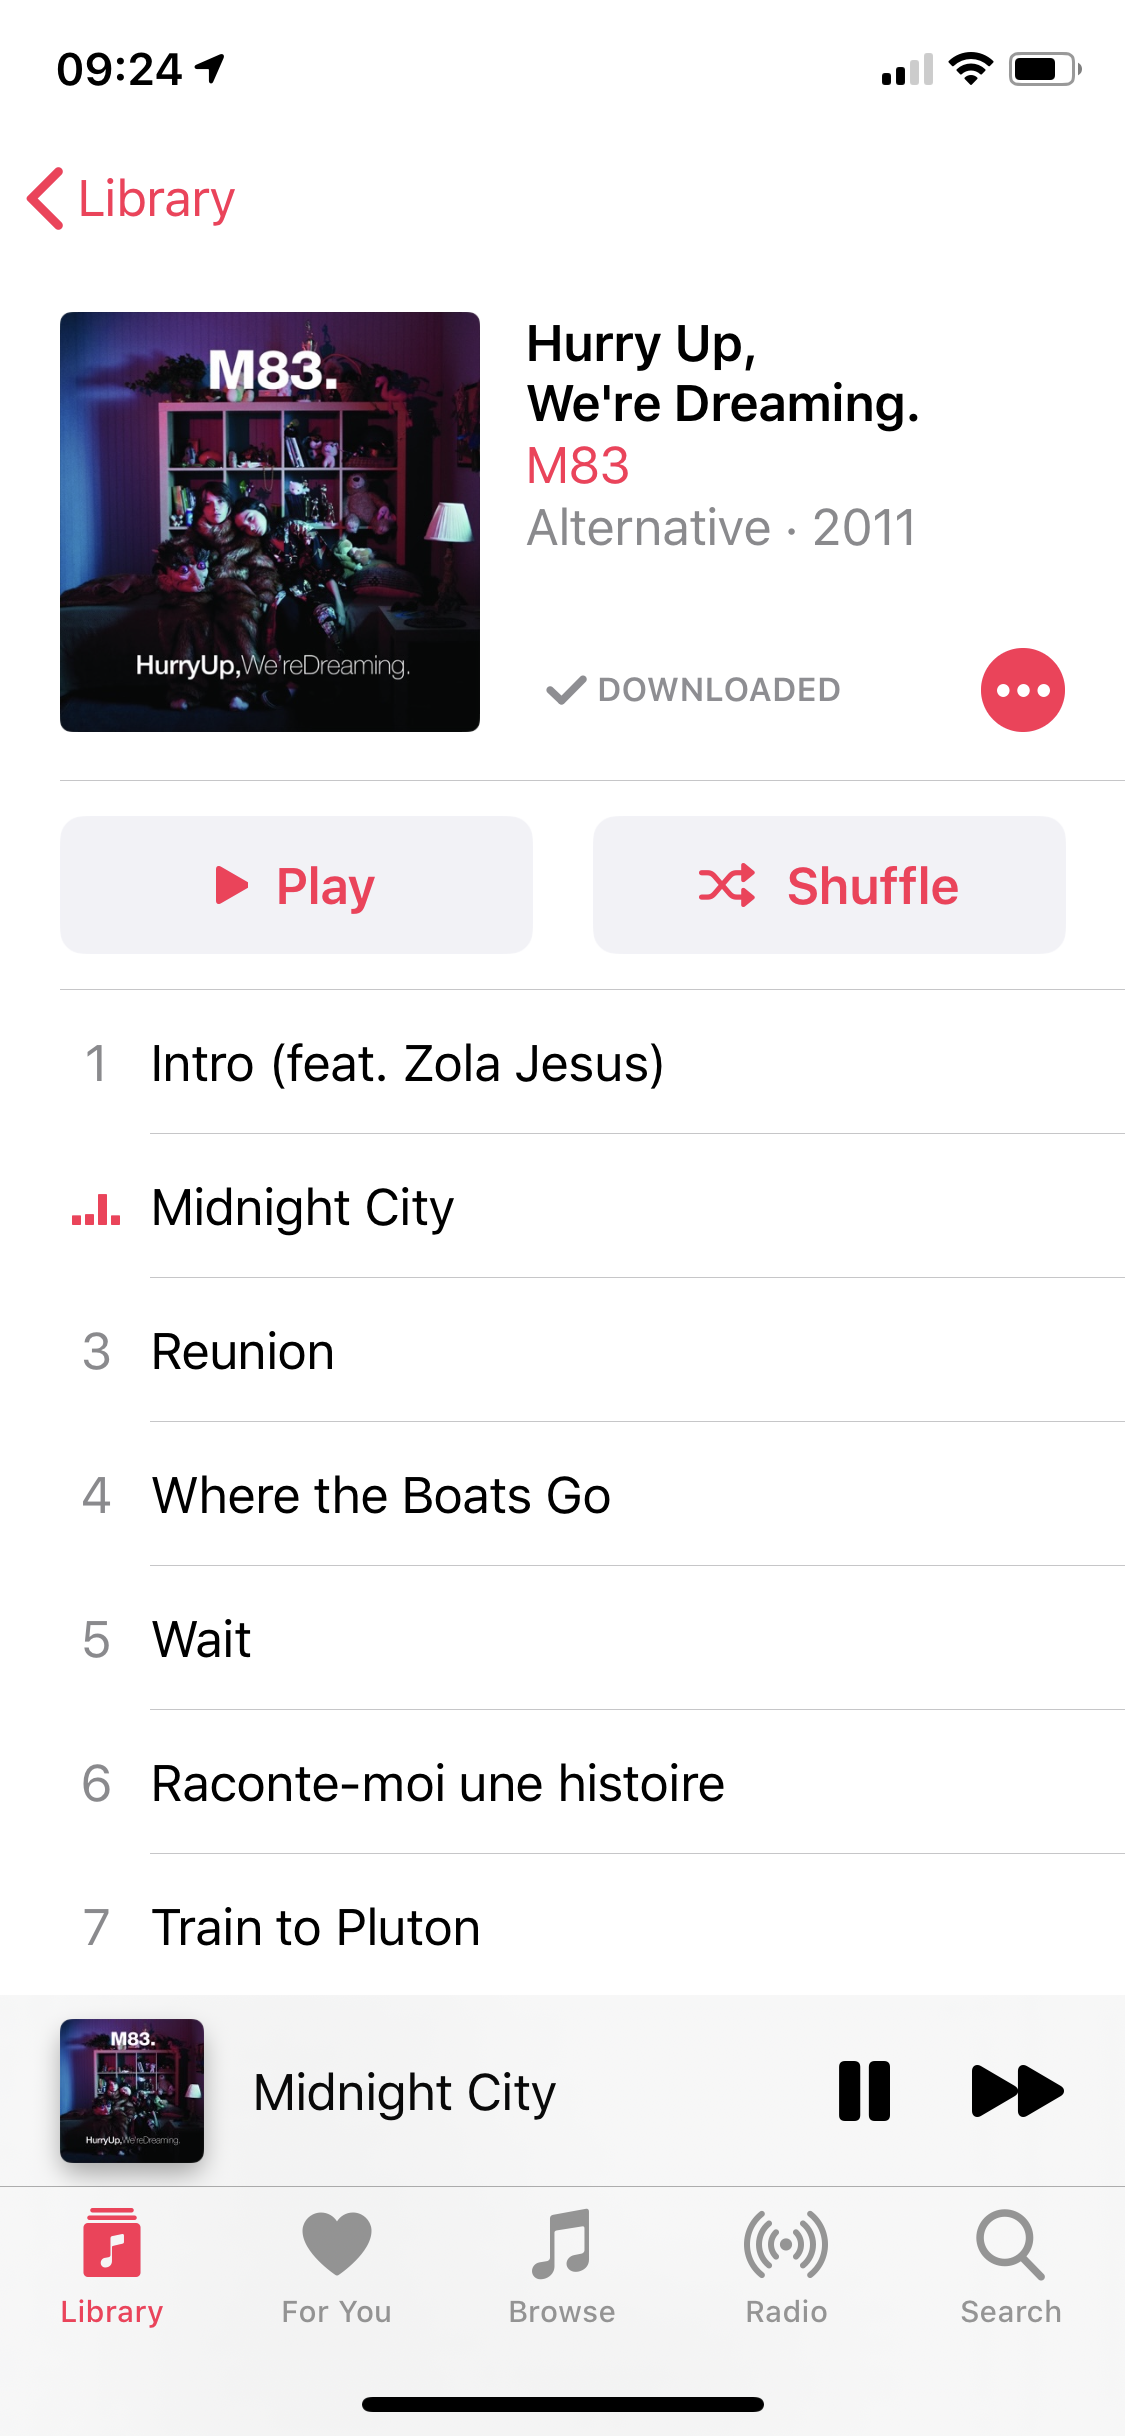 09:24
Library
M83.
HurryUp,We'reDreaming.
Hurry Up,
We're Dreaming.
M83
Alternative · 2011
DOWNLOADED
Play
Shuffle
1 Intro (feat. Zola Jesus)
Midnight City
3 Reunion
4 Where the Boats Go
5 Wait
6 Raconte-moi une histoire
7 Train to Pluton
M83.
HurryUp,We'reDreaming.
Midnight City
Library
For You
Browse
Radio
Search